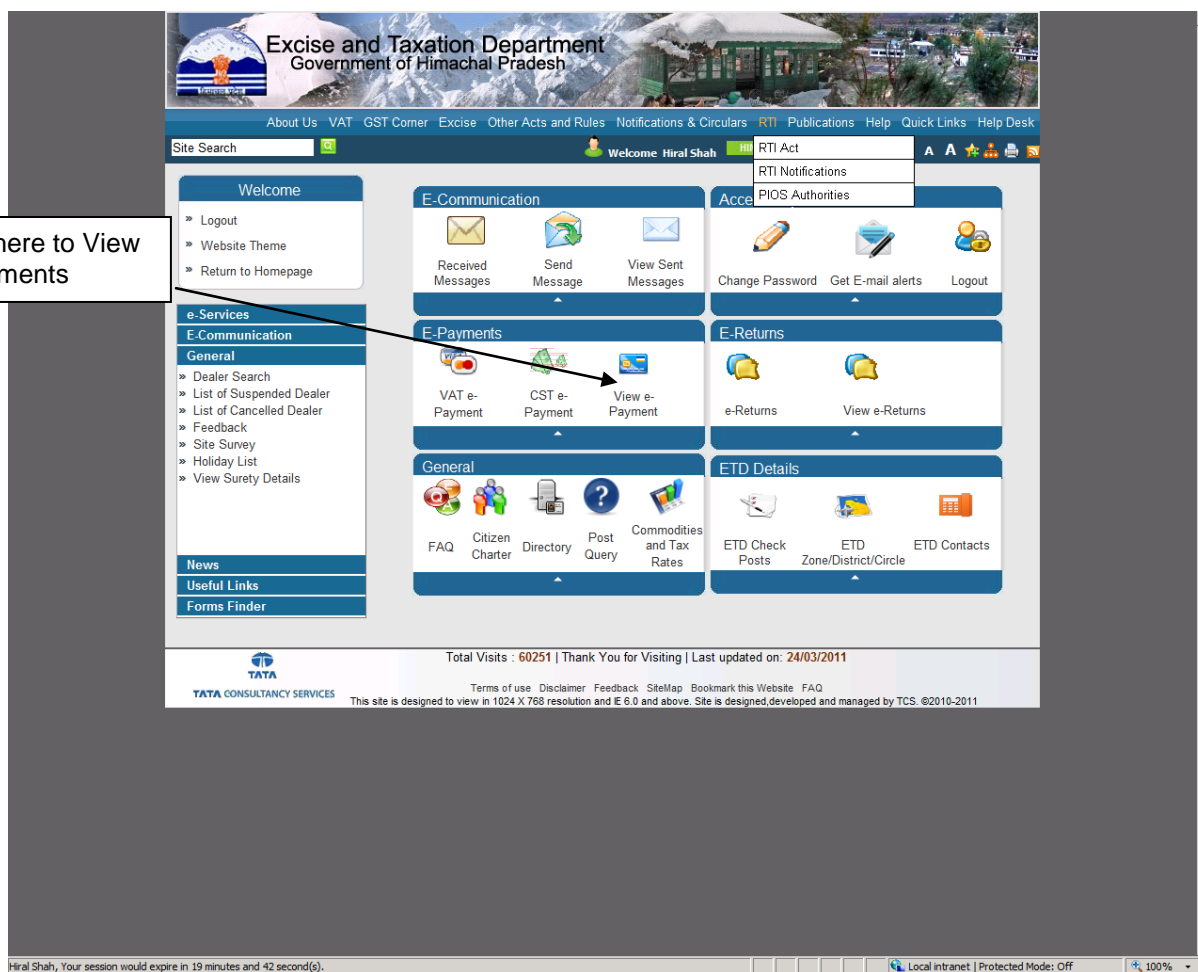 Excise and Taxation Department
Government of Himachal Pradesh
About Us VAT GST Corner Excise Other Acts and Rules Notifications & Circulars RTI Publications Help Quick Links Help Desk
Site Search
Welcome Hiral Shah
A A
RTI Act
RTI Notifications
PIOS Authorities
Welcome
» Logout
» Website Theme
» Return to Homepage
here to View
ments
e-Services
E-Communication
General
» Dealer Search
» List of Suspended Dealer
» List of Cancelled Dealer
» Feedback
» Site Survey
» Holiday List
» View Surety Details
News
Useful Links
Forms Finder
E-Communication
Received Messages
Send Message
View Sent Messages
Acce
Change Password
Get E-mail alerts
Logout
E-Payments
VAT e-Payment
CST e-Payment
View e-Payment
E-Returns
e-Returns
View e-Returns
General
FAQ
Citizen Charter
Directory
Post Query
Commodities and Tax Rates
ETD Details
ETD Check Posts
ETD Zone/District/Circle
ETD Contacts
TATA
TATA CONSULTANCY SERVICES
Total Visits : 60251 | Thank You for Visiting | Last updated on: 24/03/2011
Terms of use Disclaimer Feedback SiteMap Bookmark this Website FAQ
This site is designed to view in 1024 X 768 resolution and IE 6.0 and above. Site is designed,developed and managed by TCS. ©2010-2011
Hiral Shah, Your session would expire in 19 minutes and 42 second(s).
Local intranet | Protected Mode: Off
100%